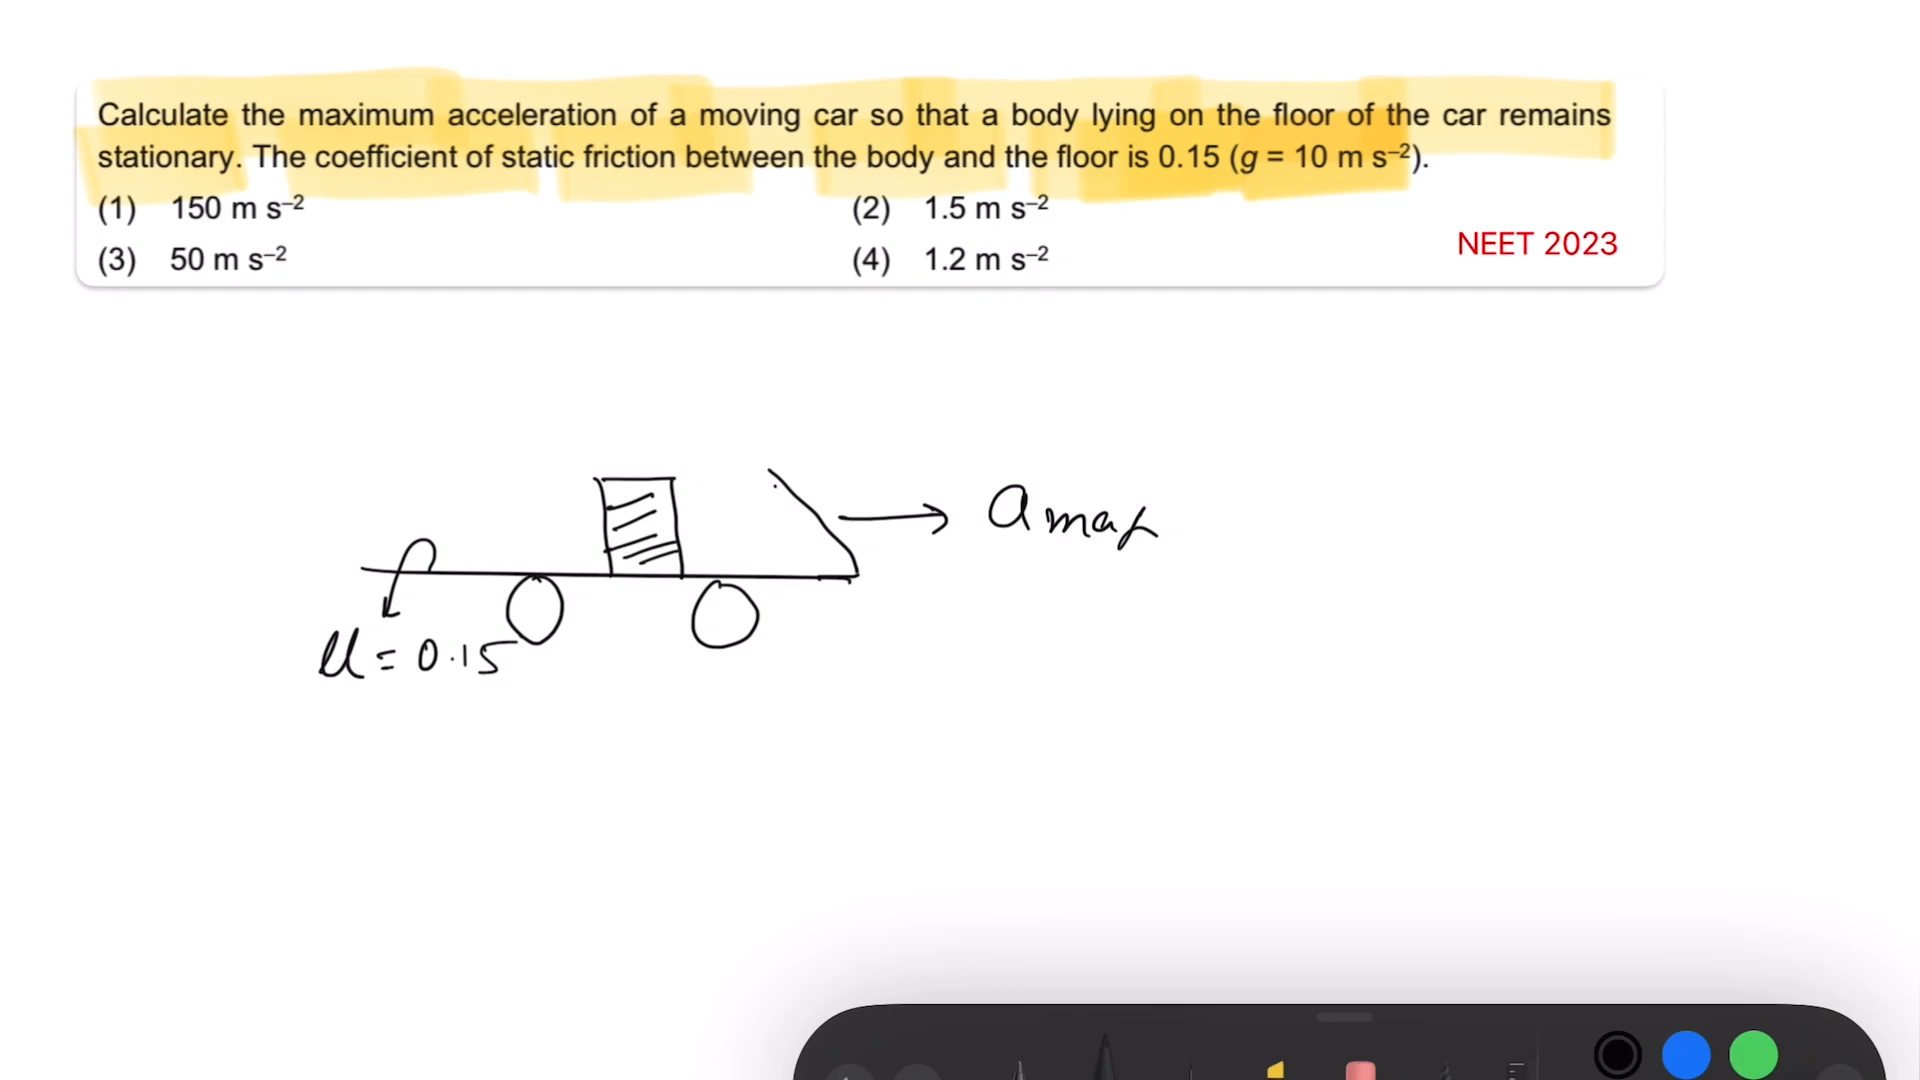 Calculate the maximum acceleration of a moving car so that a body lying on the floor of the car remains
stationary. The coefficient of static friction between the body and the floor is 0.15 (g = 10 m s⁻²).
(1) 150 m s⁻² (2) 1.5 m s⁻²
(3) 50 m s⁻² (4) 1.2 m s⁻²
NEET 2023
a max
μ = 0.15